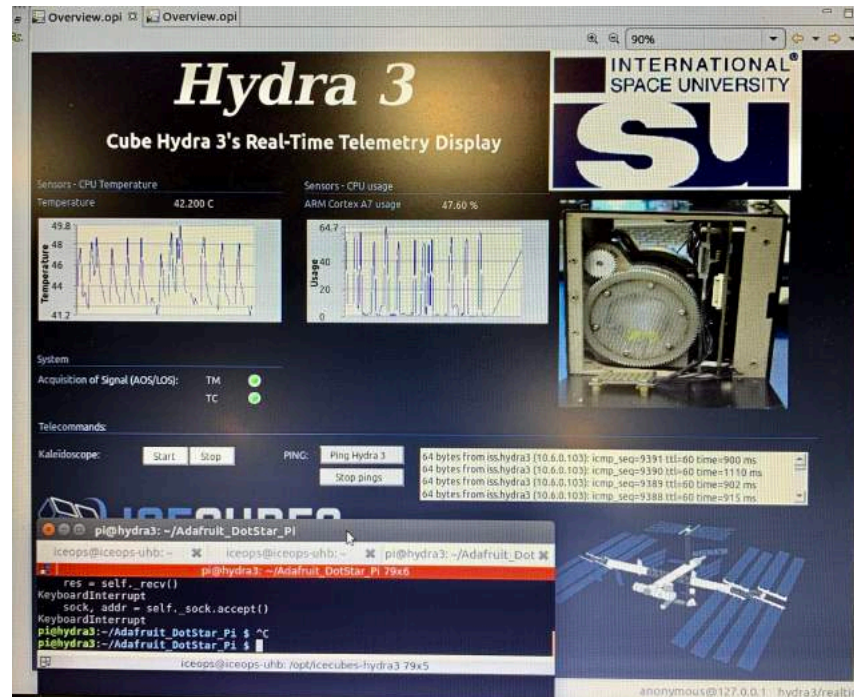 Overview.opi
Overview.opi
90%
Hydra 3
Cube Hydra 3's Real-Time Telemetry Display
INTERNATIONAL®
SPACE UNIVERSITY
isu
Sensors - CPU Temperature
Temperature
42.200 C
49.8
48
46
44
41.2
Temperature
Sensors - CPU usage
ARM Cortex A7 usage
47.60 %
64.7
40
20
0
Usage
System
Acquisition of Signal (AOS/LOS):
TM
TC
Telecommands:
Kaleidoscope:
Start
Stop
PING:
Ping Hydra 3
Stop pings
64 bytes from iss.hydra3 (10.6.0.103): icmp_seq=9391 ttl=60 time=900 ms
64 bytes from iss.hydra3 (10.6.0.103): icmp_seq=9390 ttl=60 time=1110 ms
64 bytes from iss.hydra3 (10.6.0.103): icmp_seq=9389 ttl=60 time=902 ms
64 bytes from iss.hydra3 (10.6.0.103): icmp_seq=9388 ttl=60 time=915 ms
ICECUBES
pi@hydra3: ~/Adafruit_DotStar_Pi
iceops@iceops-uhb: ~
iceops@iceops-uhb: ~
pi@hydra3: ~/Adafruit_Dot
pi@hydra3: ~/Adafruit_DotStar_Pi 79x6
res = self._recv()
KeyboardInterrupt
sock, addr = self._sock.accept()
KeyboardInterrupt
pi@hydra3:~/Adafruit_DotStar_Pi $ ^C
pi@hydra3:~/Adafruit_DotStar_Pi $
iceops@iceops-uhb: /opt/icecubes-hydra3 79x5
anonymous@127.0.0.1